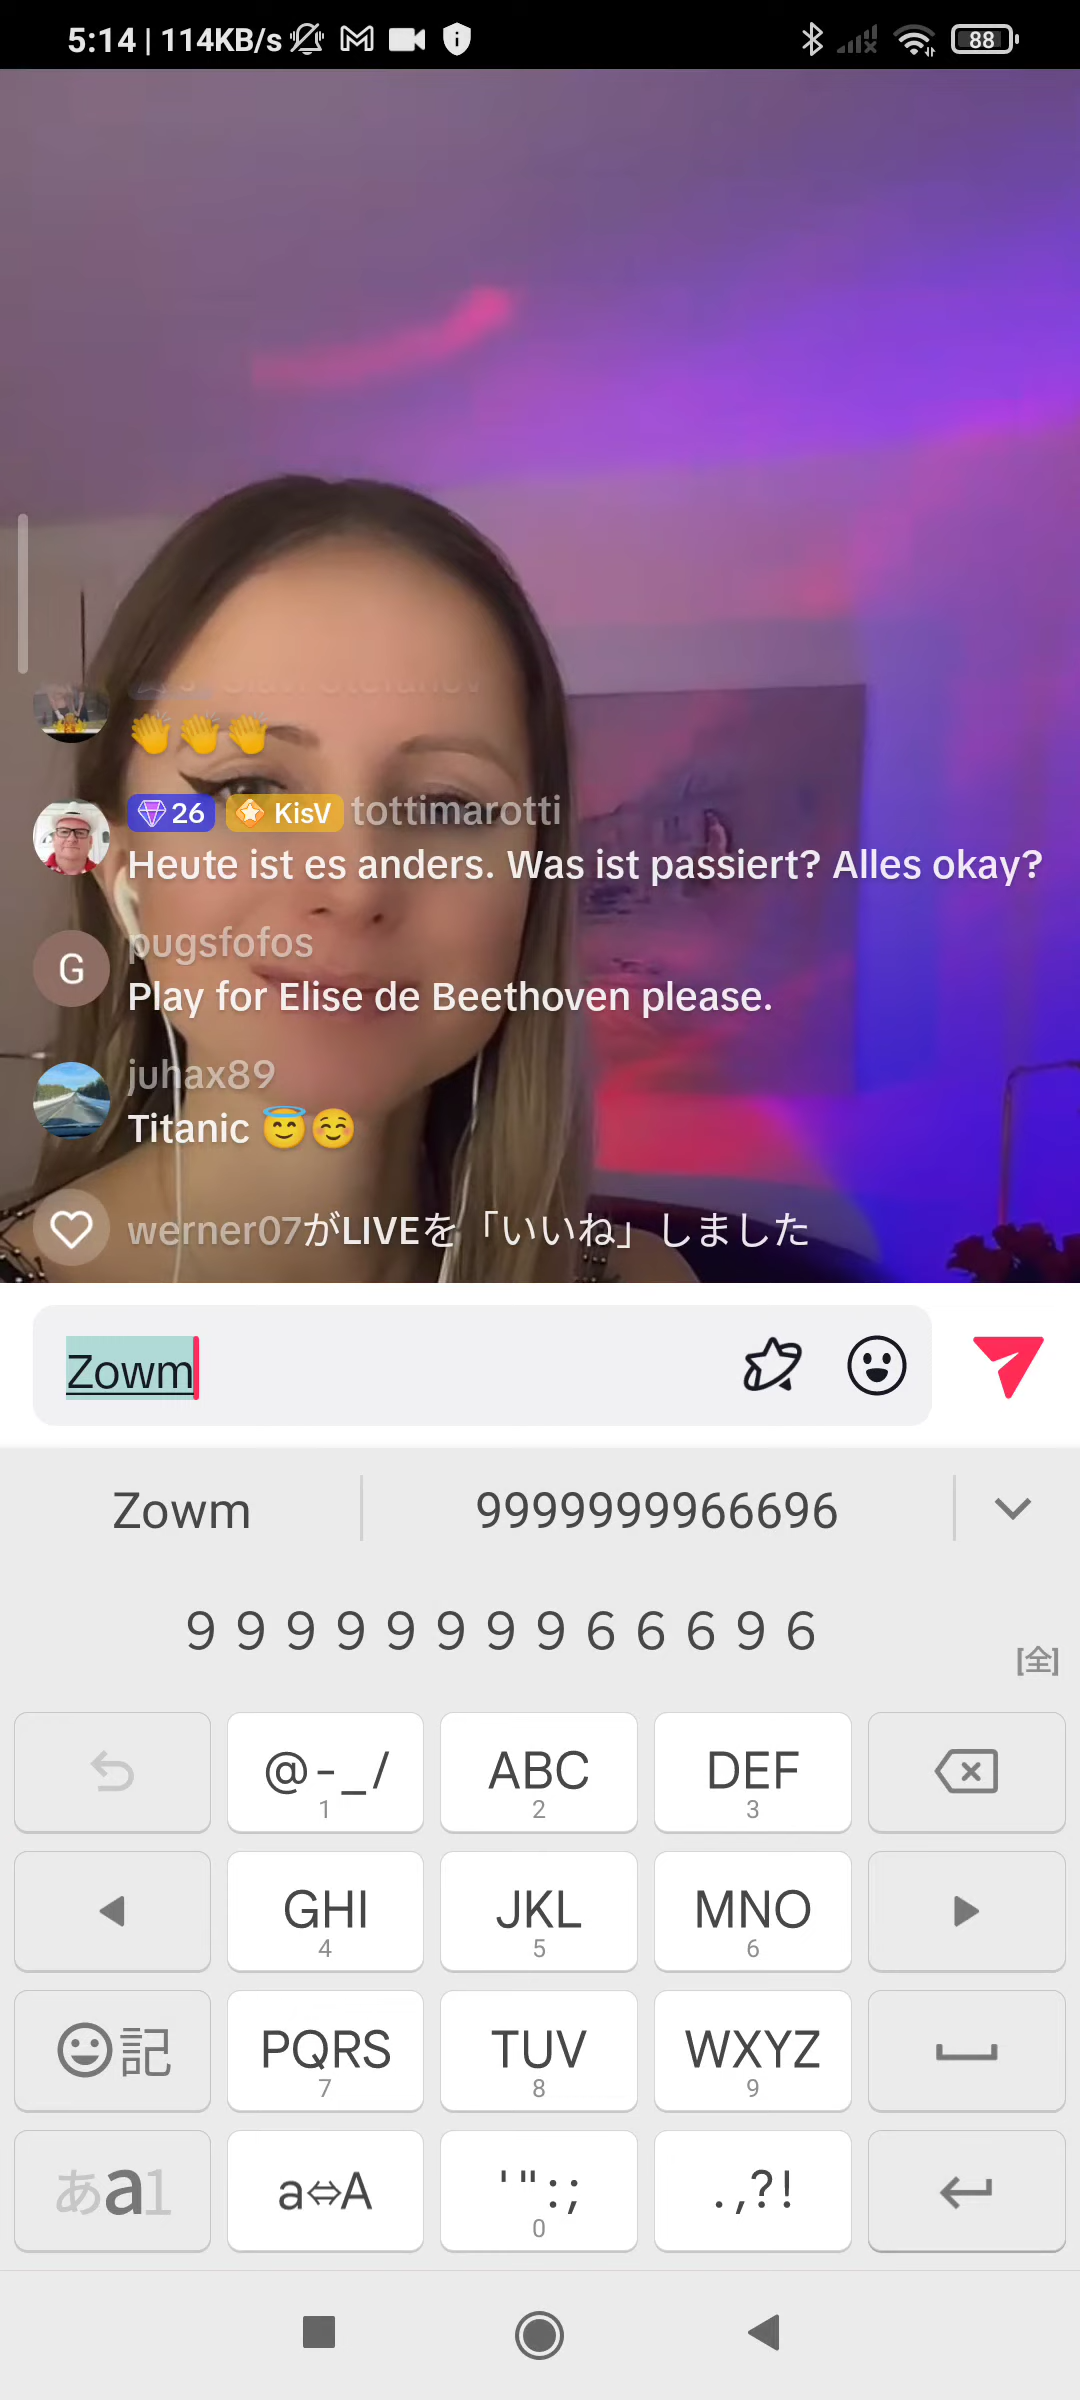 5:14 | 114KB/s
88
26 KisV tottimarotti
Heute ist es anders. Was ist passiert? Alles okay?
G
pugsfofos
Play for Elise de Beethoven please.
juhax89
Titanic 😇☺️
werner07がLIVEを「いいね」しました
Zowm
Zowm
9999999966696
9 9 9 9 9 9 9 9 6 6 6 9 6
[全]
@-_/ ABC DEF
1 2 3
GHI JKL MNO
4 5 6
記 PQRS TUV WXYZ
7 8 9
あa1 a⇔A '":; .,?!
0